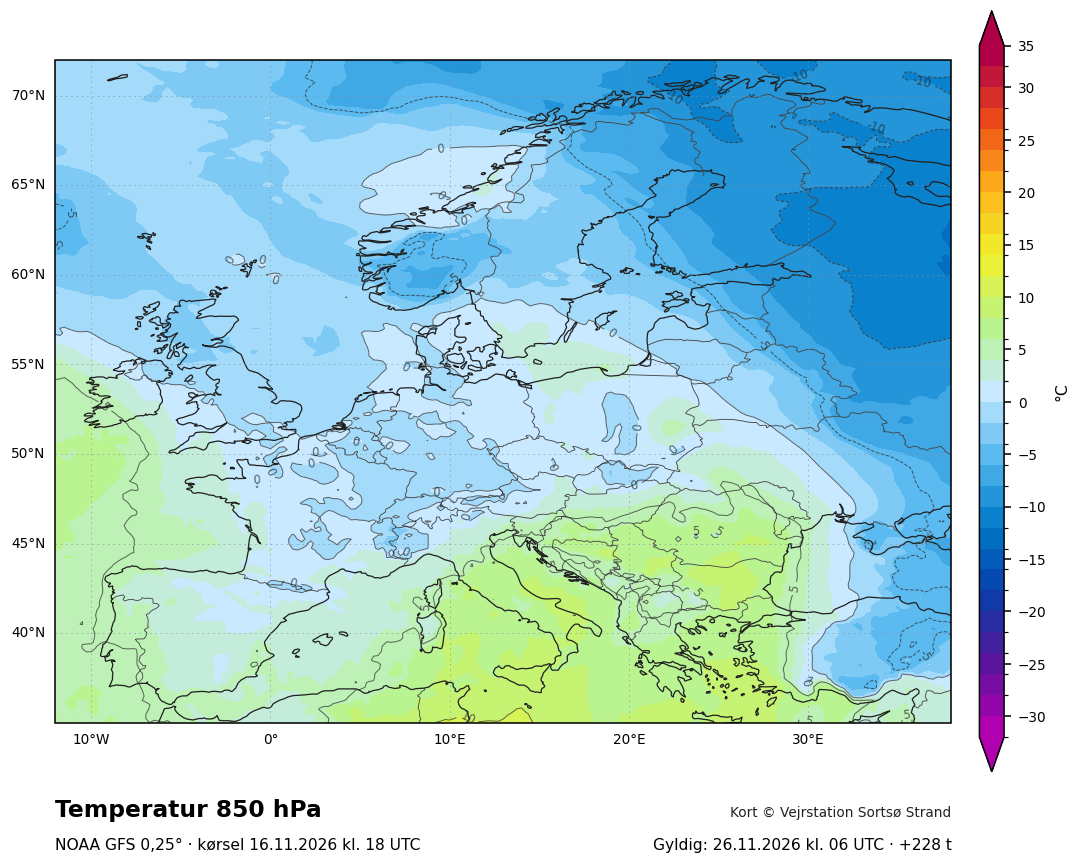 35
30
25
20
15
10
5
0
−5
−10
−15
−20
−25
−30
°C
70°N
65°N
60°N
55°N
50°N
45°N
40°N
10°W 0° 10°E 20°E 30°E
Temperatur 850 hPa
Kort © Vejrstation Sortsø Strand
NOAA GFS 0,25° · kørsel 16.11.2026 kl. 18 UTC
Gyldig: 26.11.2026 kl. 06 UTC · +228 t